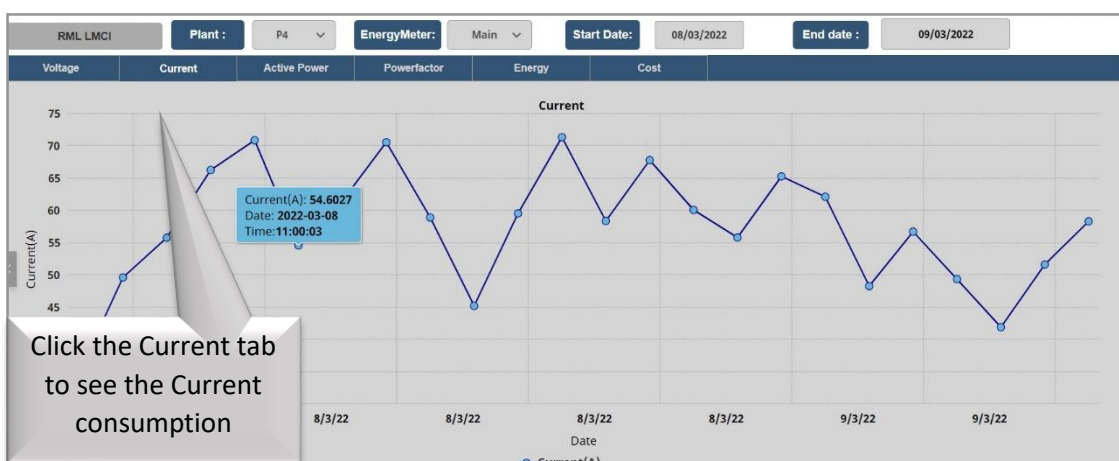 RML LMCI Plant : P4 EnergyMeter: Main Start Date: 08/03/2022 End date : 09/03/2022
Voltage Current Active Power Powerfactor Energy Cost
Current
75
70
65
60
55
50
45
Current(A)
Current(A): 54.6027
Date: 2022-03-08
Time:11:00:03
Click the Current tab
to see the Current
consumption
8/3/22 8/3/22 8/3/22 8/3/22 9/3/22 9/3/22
Date
Current(A)